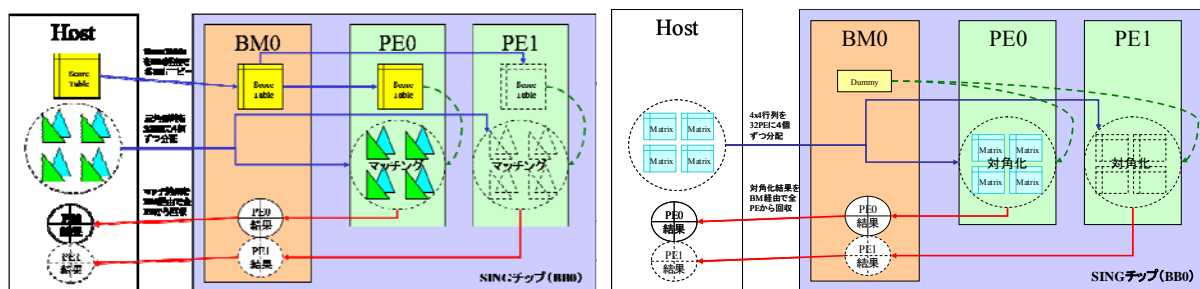 Host
BM0
PE0
PE1
Score
Table
Score
Table
Score
Table
Score
Table
マッチング
マッチング
PE0
結果
PE0
結果
PE1
結果
PE1
結果
SINGチップ(BB0)
Host
BM0
PE0
PE1
Dummy
Matrix
Matrix
Matrix
Matrix
4x4行列を
32PEに4個
ずつ分配
Matrix
Matrix
対角化
Matrix
Matrix
対角化
対角化結果を
BM経由で全
PEから回収
PE0
結果
PE0
結果
PE1
結果
PE1
結果
SINGチップ(BB0)